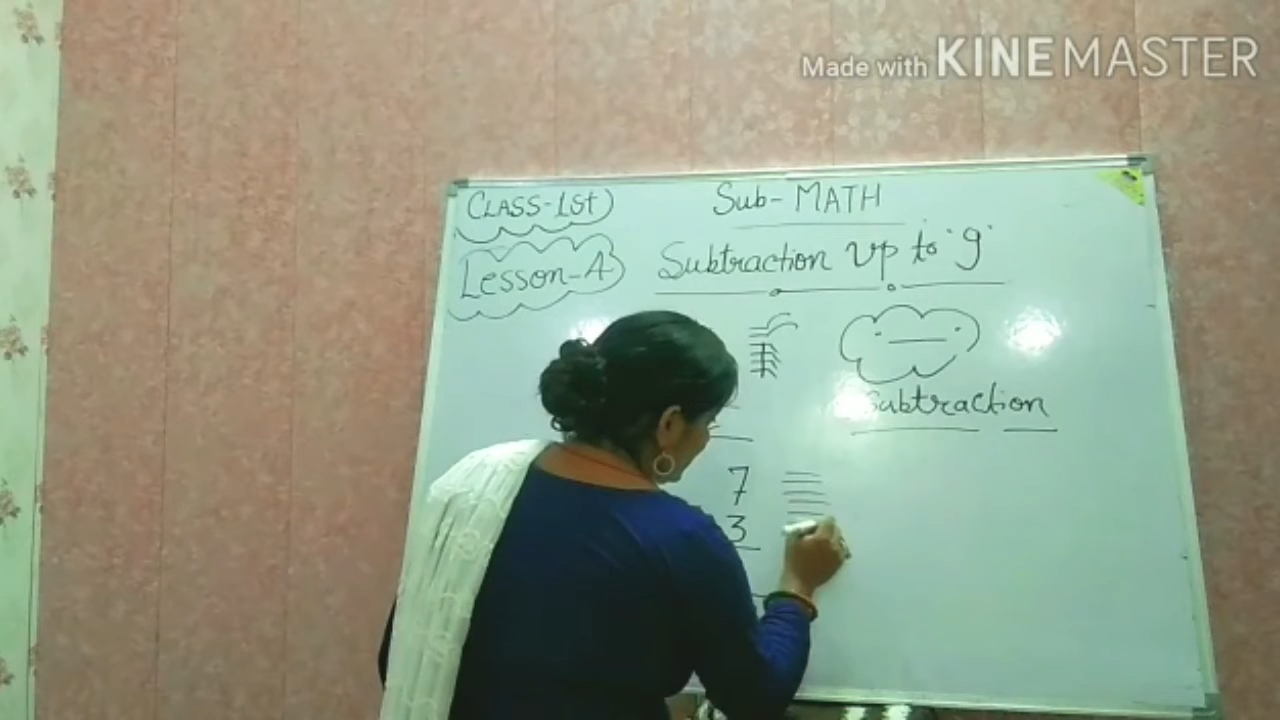 Made with KINEMASTER
CLASS-1st
Sub-MATH
Lesson-4
Subtraction up to '9'
Subtraction
7
3